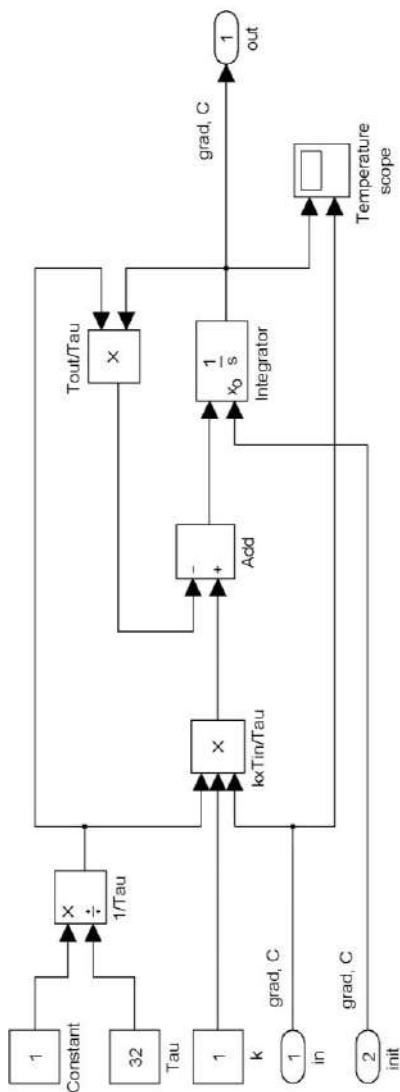 1
Constant
×
÷
1/Tau
32
Tau
1
k
grad, C
1
in
grad, C
2
init
×
kxTin/Tau
−
+
Add
×
Tout/Tau
1
s
x₀
Integrator
grad, C
1
out
Temperature
scope